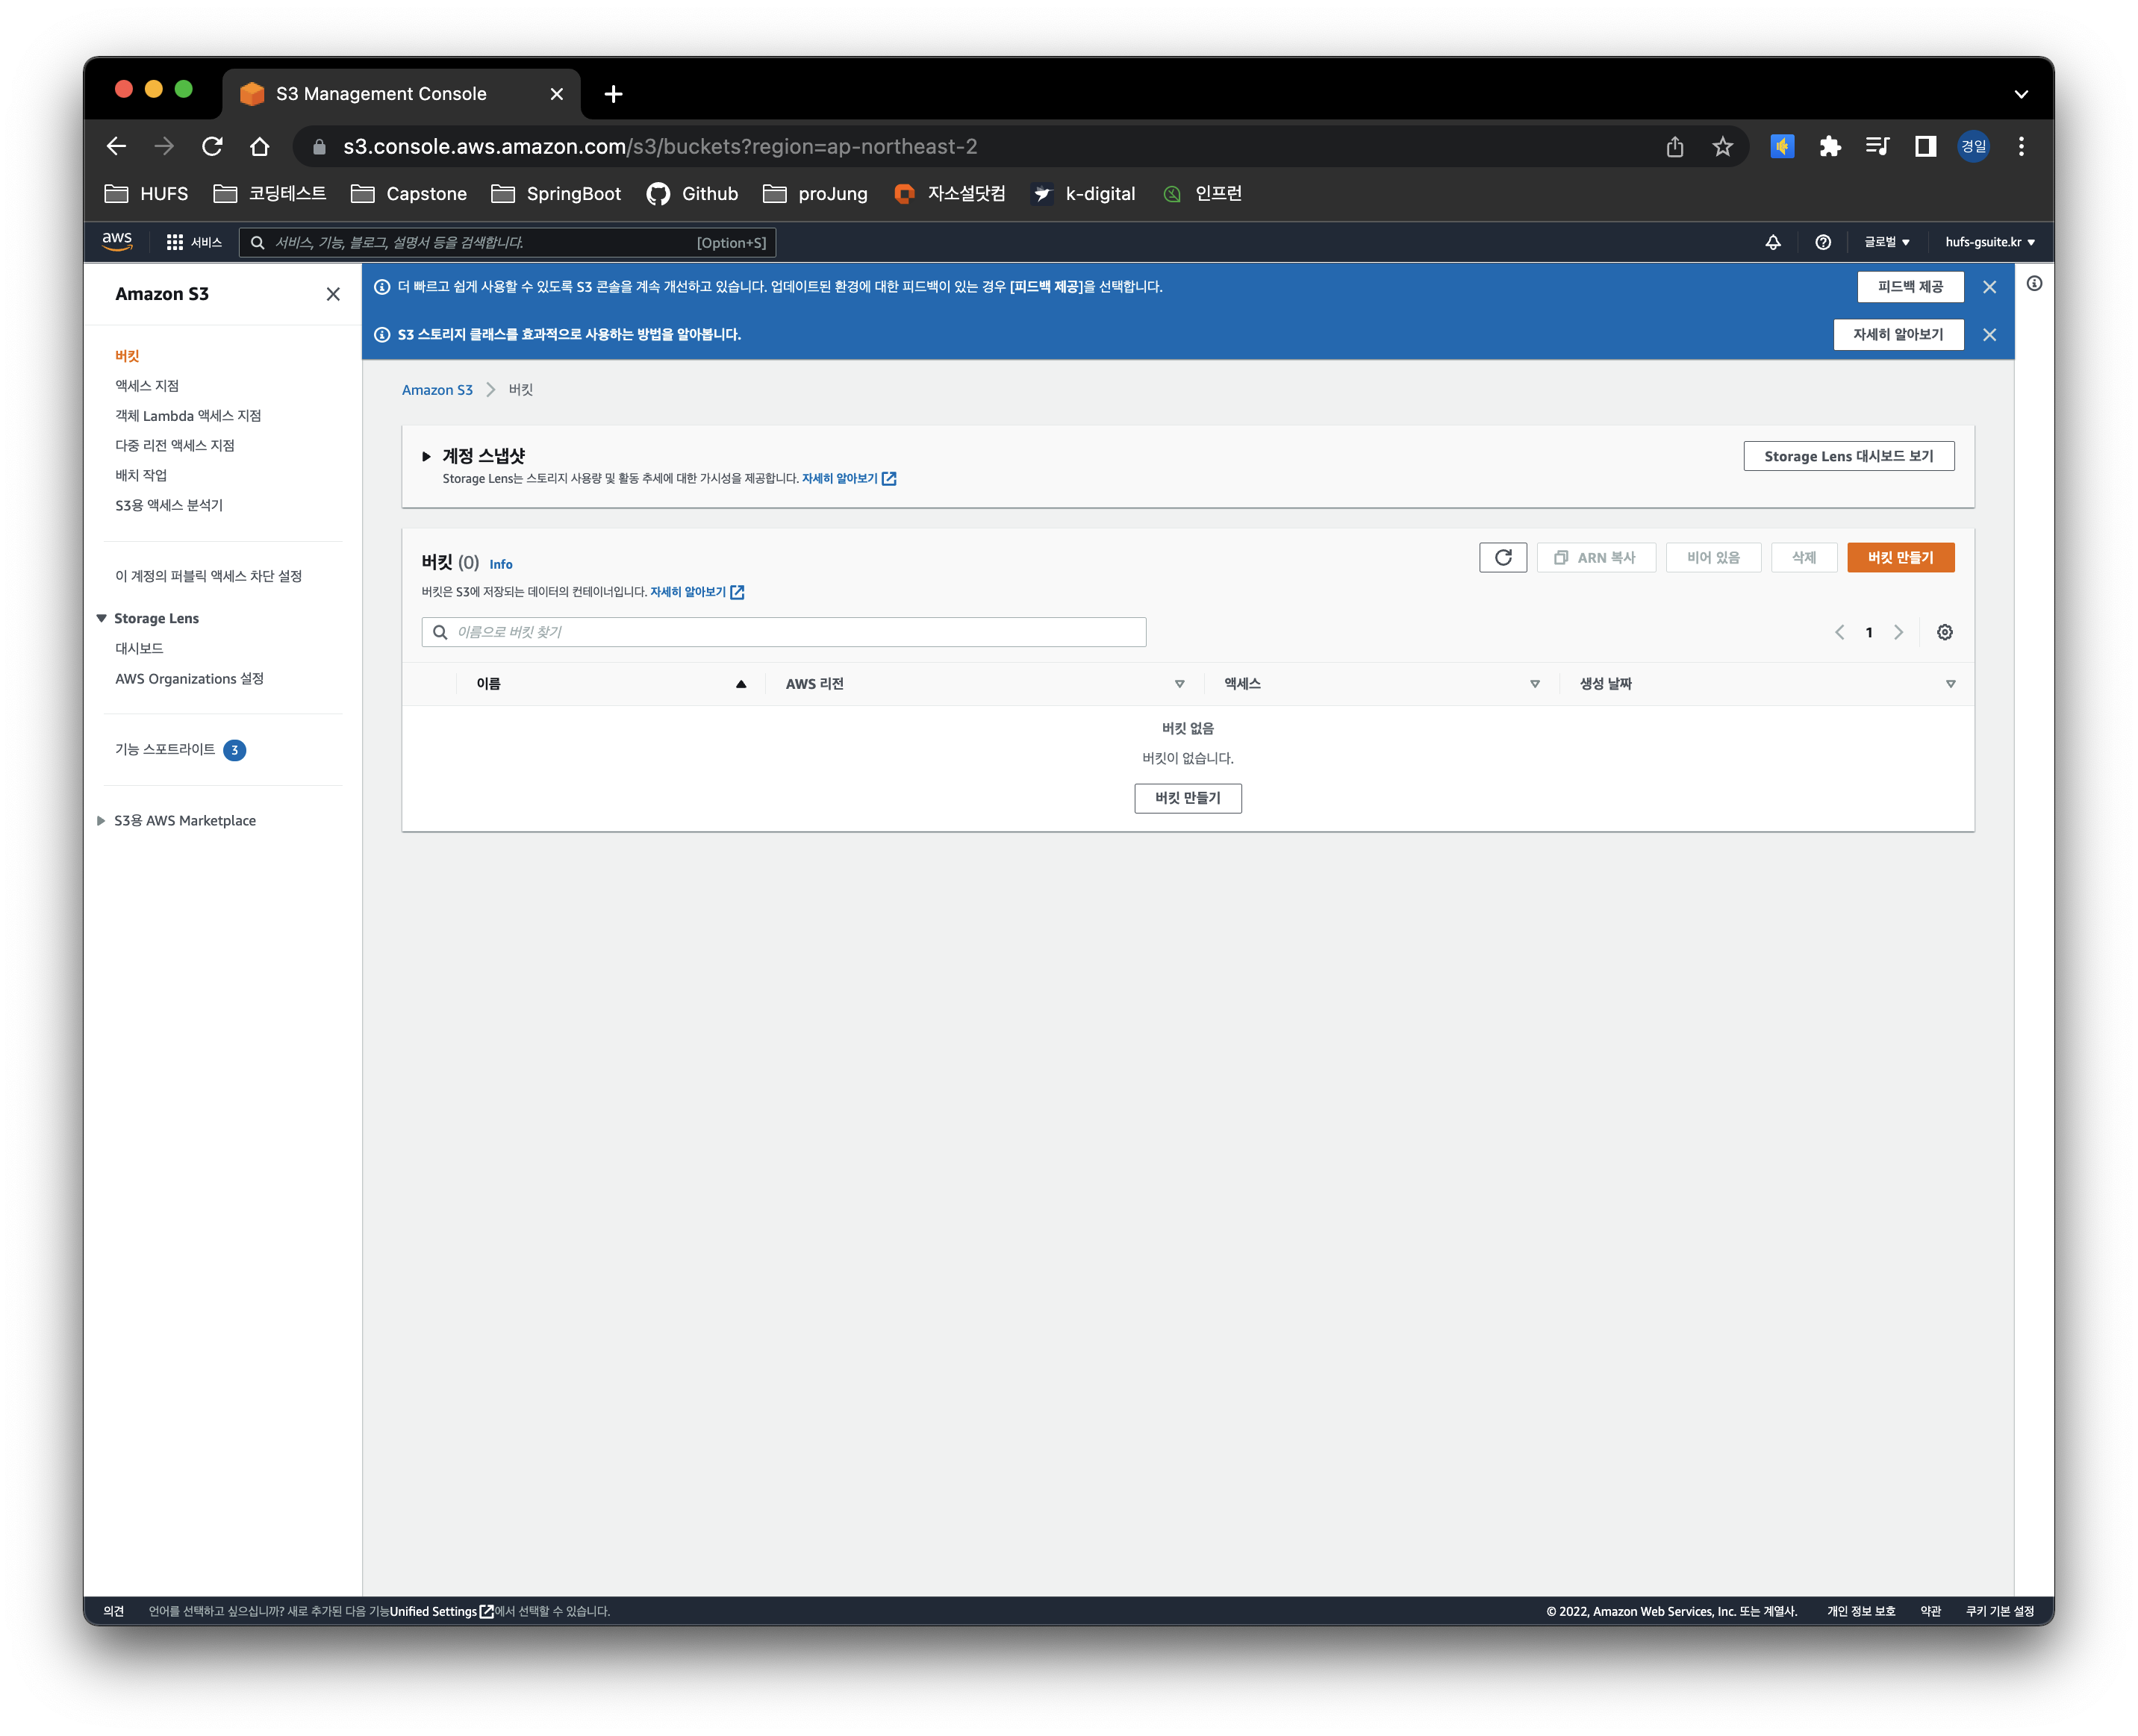 S3 Management Console
s3.console.aws.amazon.com/s3/buckets?region=ap-northeast-2
경일
HUFS 코딩테스트 Capstone SpringBoot Github proJung 자소설닷컴 k-digital 인프런
aws 서비스 서비스, 기능, 블로그, 설명서 등을 검색합니다. [Option+S] 글로벌 hufs-gsuite.kr
Amazon S3
버킷
액세스 지점
객체 Lambda 액세스 지점
다중 리전 액세스 지점
배치 작업
S3용 액세스 분석기
이 계정의 퍼블릭 액세스 차단 설정
Storage Lens
대시보드
AWS Organizations 설정
기능 스포트라이트 3
S3용 AWS Marketplace
더 빠르고 쉽게 사용할 수 있도록 S3 콘솔을 계속 개선하고 있습니다. 업데이트된 환경에 대한 피드백이 있는 경우 [피드백 제공]을 선택합니다. 피드백 제공
S3 스토리지 클래스를 효과적으로 사용하는 방법을 알아봅니다. 자세히 알아보기
Amazon S3 버킷
계정 스냅샷 Storage Lens 대시보드 보기
Storage Lens는 스토리지 사용량 및 활동 추세에 대한 가시성을 제공합니다. 자세히 알아보기
버킷 (0) Info ARN 복사 비어 있음 삭제 버킷 만들기
버킷은 S3에 저장되는 데이터의 컨테이너입니다. 자세히 알아보기
이름으로 버킷 찾기 1
이름 AWS 리전 액세스 생성 날짜
버킷 없음
버킷이 없습니다.
버킷 만들기
의견 언어를 선택하고 싶으십니까? 새로 추가된 다음 기능Unified Settings에서 선택할 수 있습니다. © 2022, Amazon Web Services, Inc. 또는 계열사. 개인 정보 보호 약관 쿠키 기본 설정